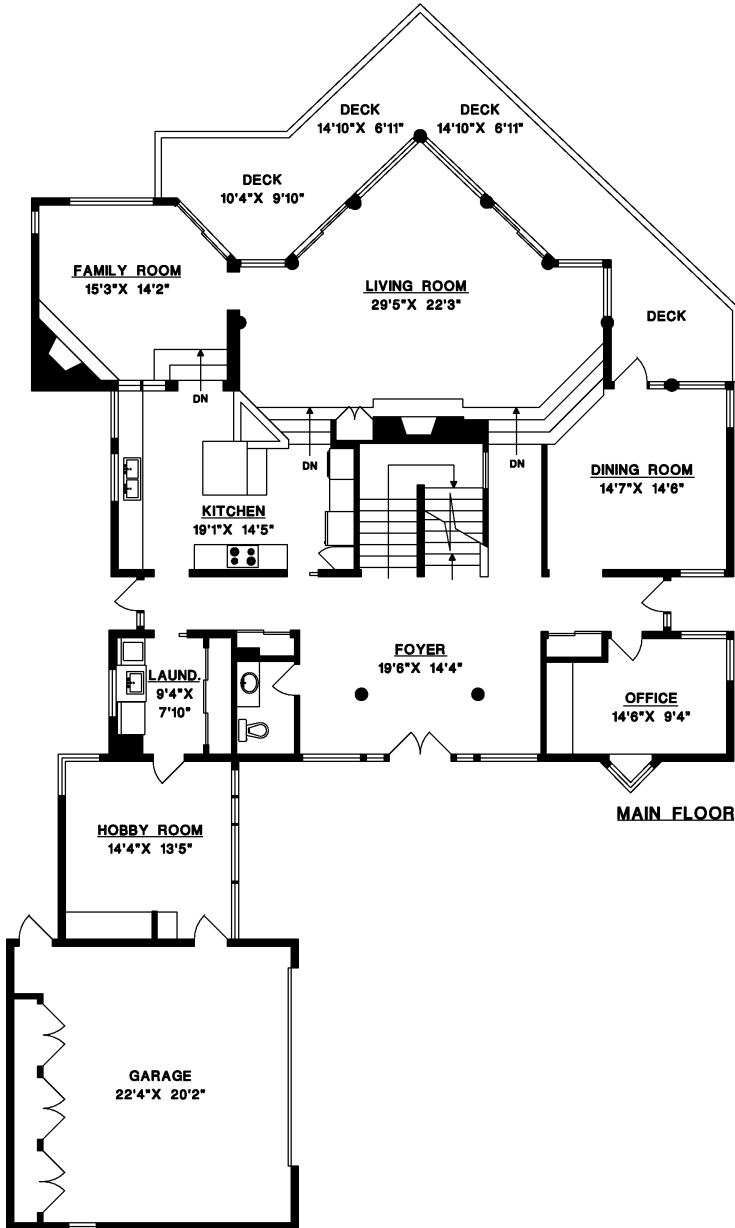 DECK
14'10"X 6'11"
DECK
14'10"X 6'11"
DECK
10'4"X 9'10"
FAMILY ROOM
15'3"X 14'2"
LIVING ROOM
29'5"X 22'3"
DECK
DN
DN
DN
DINING ROOM
14'7"X 14'6"
KITCHEN
19'1"X 14'5"
FOYER
19'6"X 14'4"
LAUND.
9'4"X
7'10"
OFFICE
14'6"X 9'4"
MAIN FLOOR
HOBBY ROOM
14'4"X 13'5"
GARAGE
22'4"X 20'2"